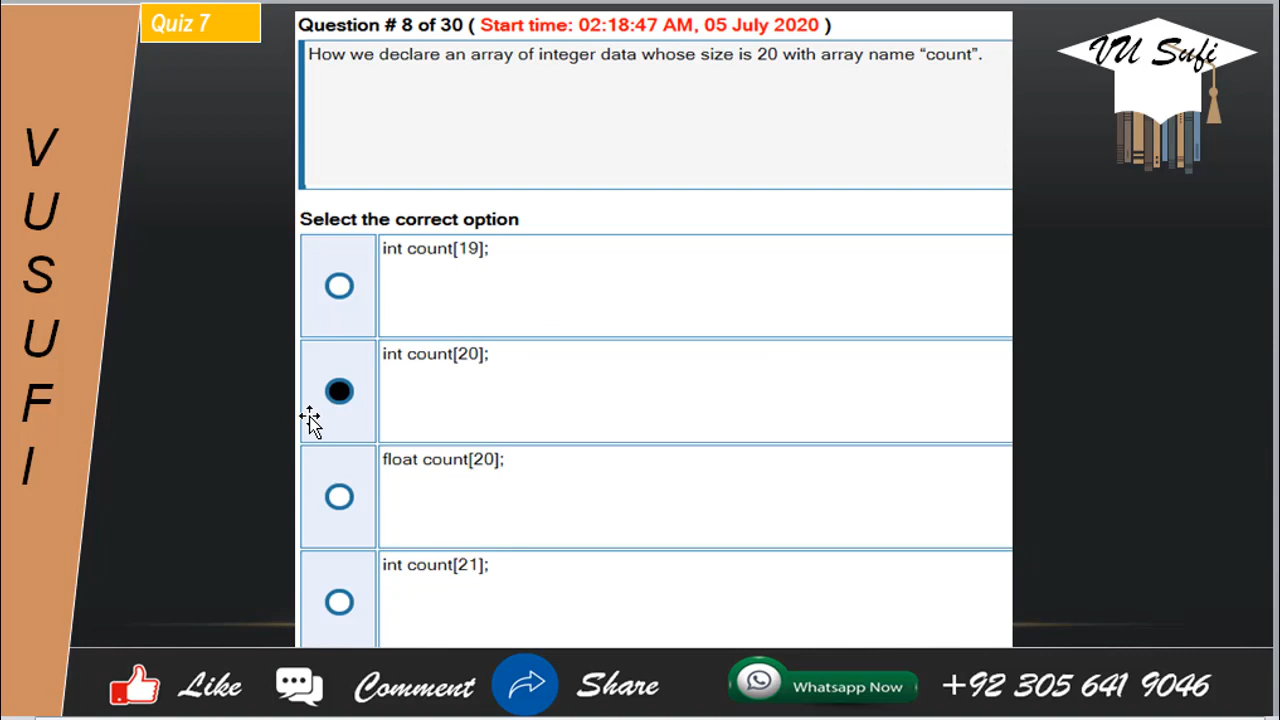 Quiz 7
Question # 8 of 30 ( Start time: 02:18:47 AM, 05 July 2020 )
VU Sufi
How we declare an array of integer data whose size is 20 with array name “count”.
V
U
S
U
F
I
Select the correct option
int count[19];
int count[20];
float count[20];
int count[21];
Like
Comment
Share
Whatsapp Now
+92 305 641 9046